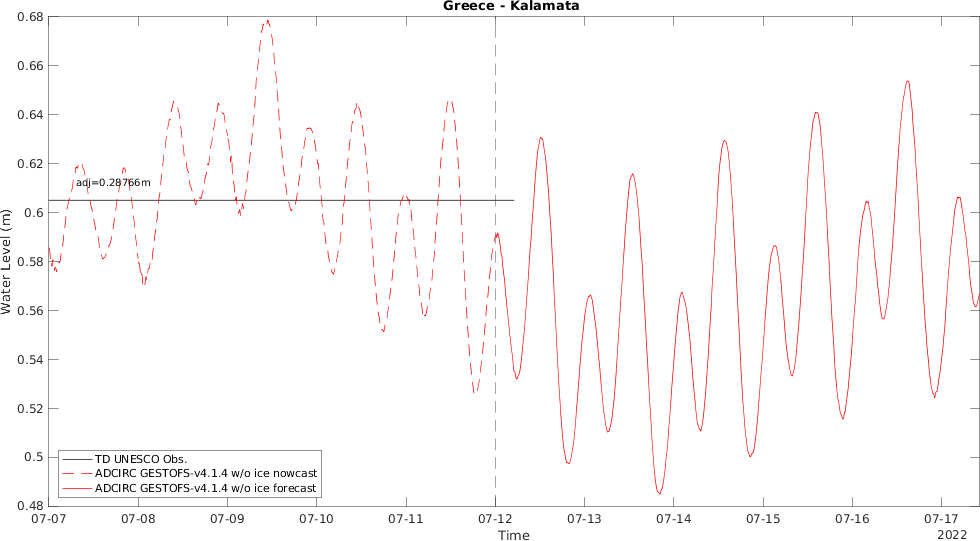 Greece - Kalamata
0.68
0.66
0.64
0.62
0.6
0.58
0.56
0.54
0.52
0.5
0.48
Water Level (m)
adj=0.28766m
TD UNESCO Obs.
ADCIRC GESTOFS-v4.1.4 w/o ice nowcast
ADCIRC GESTOFS-v4.1.4 w/o ice forecast
07-07 07-08 07-09 07-10 07-11 07-12 07-13 07-14 07-15 07-16 07-17
Time
2022